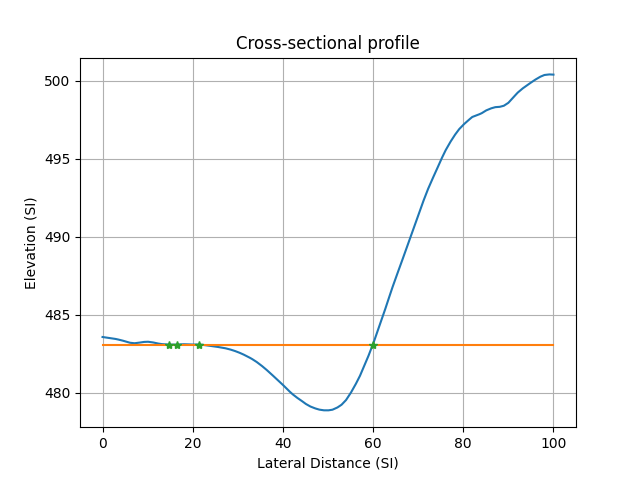 Cross-sectional profile
500
495
490
485
480
Elevation (SI)
0 20 40 60 80 100
Lateral Distance (SI)